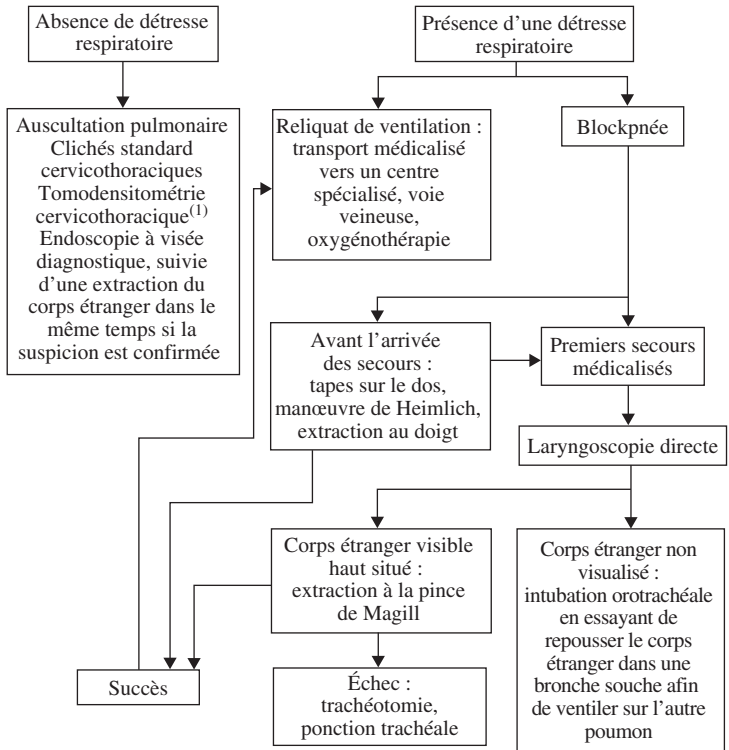 Absence de détresse
respiratoire
Présence d’une détresse
respiratoire
Auscultation pulmonaire
Clichés standard
cervicothoraciques
Tomodensitométrie
cervicothoracique(1)
Endoscopie à visée
diagnostique, suivie
d’une extraction du
corps étranger dans le
même temps si la
suspicion est confirmée
Reliquat de ventilation :
transport médicalisé
vers un centre
spécialisé, voie
veineuse,
oxygénothérapie
Blockpnée
Avant l’arrivée
des secours :
tapes sur le dos,
manœuvre de Heimlich,
extraction au doigt
Premiers secours
médicalisés
Laryngoscopie directe
Corps étranger visible
haut situé :
extraction à la pince
de Magill
Corps étranger non
visualisé :
intubation orotrachéale
en essayant de
repousser le corps
étranger dans une
bronche souche afin
de ventiler sur l’autre
poumon
Succès
Échec :
trachéotomie,
ponction trachéale